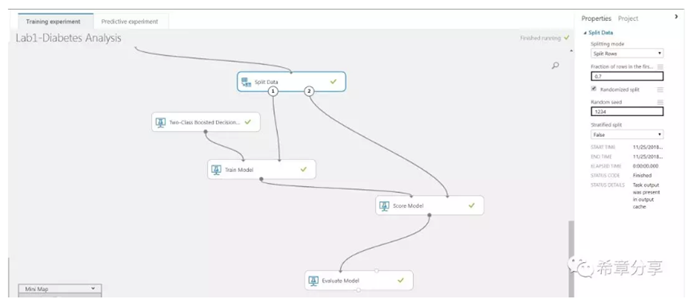 Training experiment
Predictive experiment
Lab1-Diabetes Analysis
Finished running
Split Data
1
2
Two-Class Boosted Decision...
Train Model
Score Model
Evaluate Model
Mini Map
Properties
Project
Split Data
Splitting mode
Split Rows
Fraction of rows in the firs...
0.7
Randomized split
Random seed
1234
Stratified split
False
START TIME 11/25/2018...
END TIME 11/25/2018...
ELAPSED TIME 0:00:00.000
STATUS CODE Finished
STATUS DETAILS Task output
was present
in output
cache
希章分享